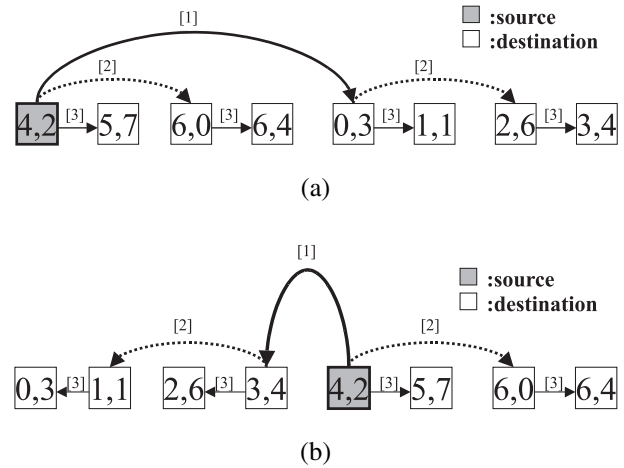 [1]
:source
:destination
[2] [2]
4,2 [3] 5,7 6,0 [3] 6,4 0,3 [3] 1,1 2,6 [3] 3,4
(a)
[1]
:source
:destination
[2] [2]
0,3 [3] 1,1 2,6 [3] 3,4 4,2 [3] 5,7 6,0 [3] 6,4
(b)